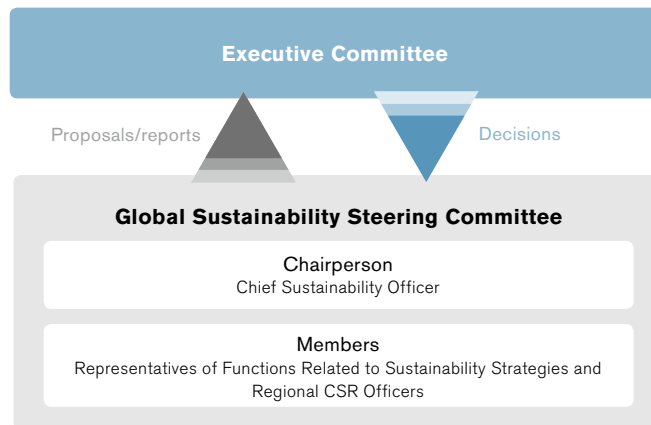 Executive Committee
Proposals/reports
Decisions
Global Sustainability Steering Committee
Chairperson
Chief Sustainability Officer
Members
Representatives of Functions Related to Sustainability Strategies and
Regional CSR Officers